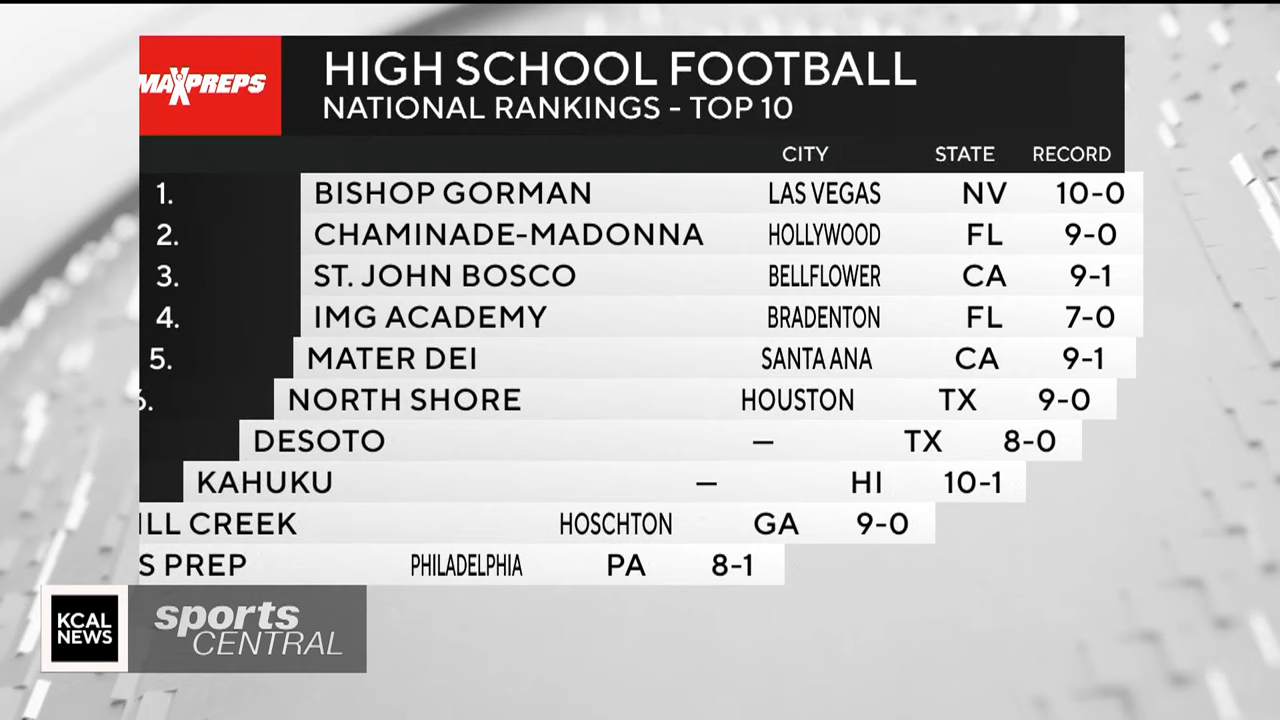 MAXPREPS
HIGH SCHOOL FOOTBALL
NATIONAL RANKINGS - TOP 10
CITY STATE RECORD
1. BISHOP GORMAN LAS VEGAS NV 10-0
2. CHAMINADE-MADONNA HOLLYWOOD FL 9-0
3. ST. JOHN BOSCO BELLFLOWER CA 9-1
4. IMG ACADEMY BRADENTON FL 7-0
5. MATER DEI SANTA ANA CA 9-1
NORTH SHORE HOUSTON TX 9-0
DESOTO – TX 8-0
KAHUKU – HI 10-1
ILL CREEK HOSCHTON GA 9-0
S PREP PHILADELPHIA PA 8-1
KCAL
NEWS
sports
CENTRAL